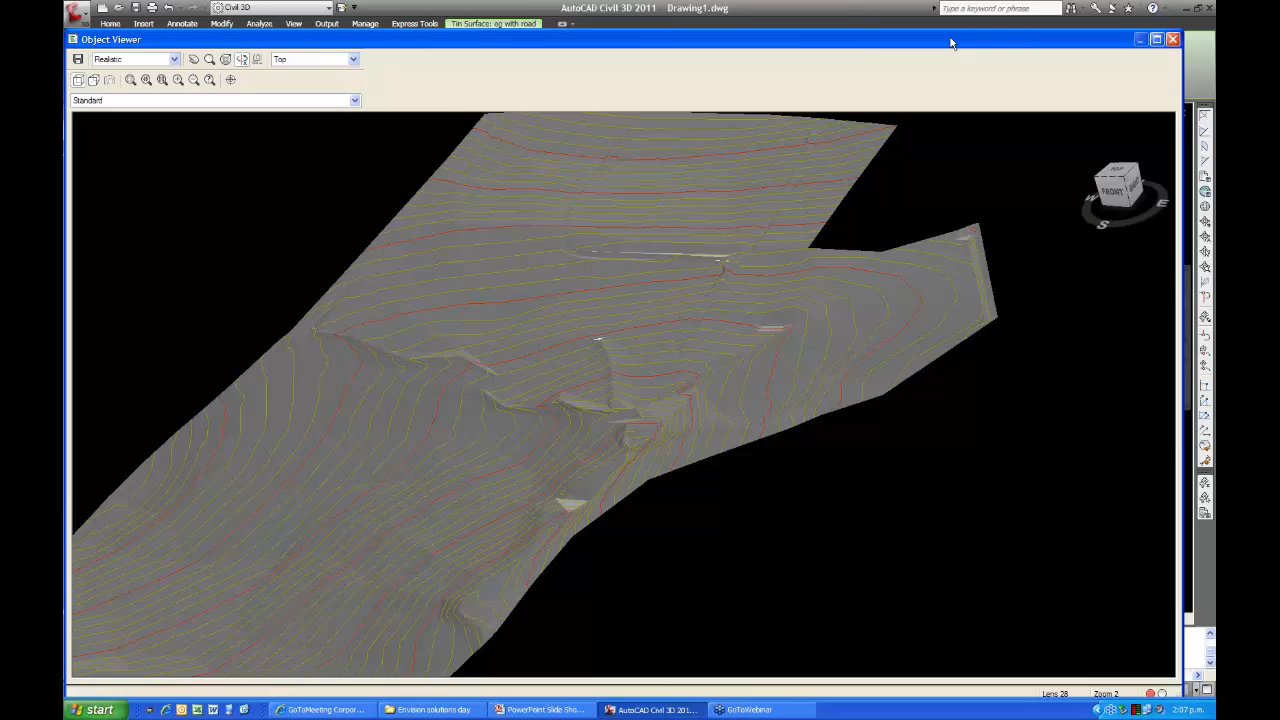 Civil 3D
AutoCAD Civil 3D 2011 Drawing1.dwg
Type a keyword or phrase
3D
Home Insert Annotate Modify Analyze View Output Manage Express Tools Tin Surface: eg with road
Object Viewer
Realistic
Top
Standard
TOP
FRONT
W
E
S
Lens 28
Zoom 2
start
GoToMeeting Corpor...
Envision solutions day
PowerPoint Slide Sho...
AutoCAD Civil 3D 201...
GoToWebinar
2:07 p.m.